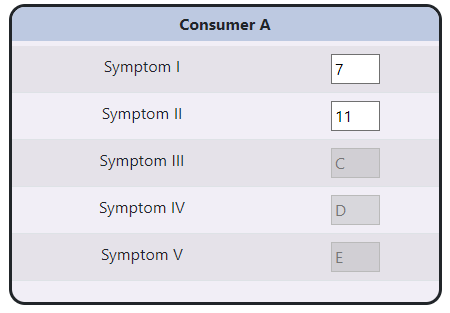 Consumer A
Symptom I 7
Symptom II 11
Symptom III C
Symptom IV D
Symptom V E